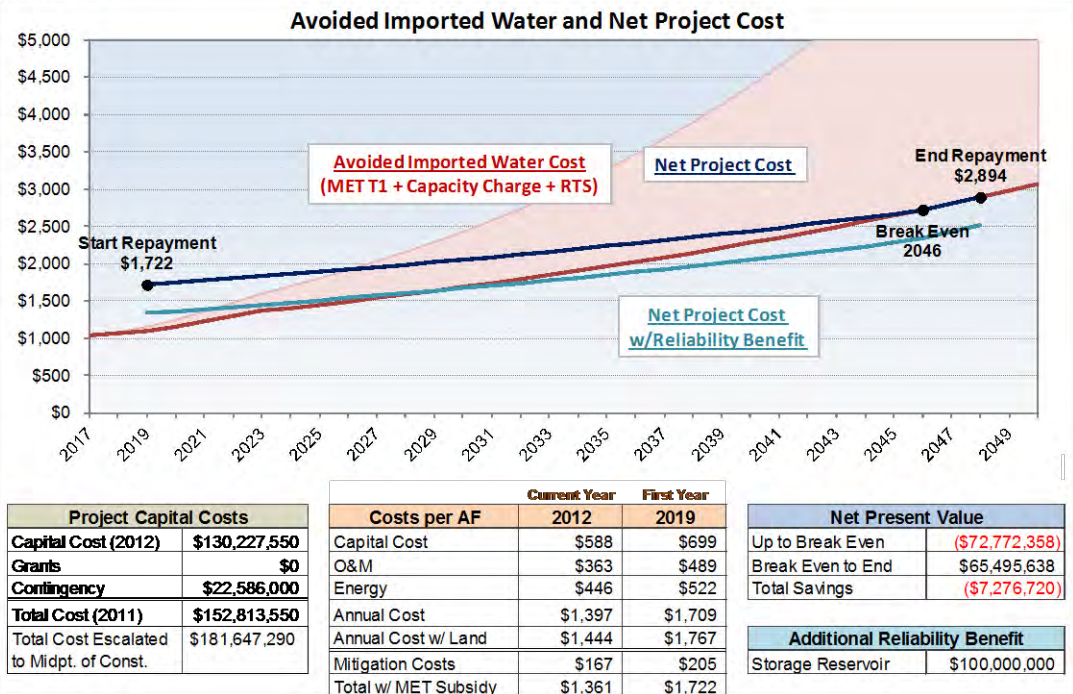 Avoided Imported Water and Net Project Cost
$5,000
$4,500
$4,000
$3,500
$3,000
$2,500
$2,000
$1,500
$1,000
$500
$0
Avoided Imported Water Cost
(MET T1 + Capacity Charge + RTS)
Net Project Cost
End Repayment
$2,894
Start Repayment
$1,722
Break Even
2046
Net Project Cost
w/Reliability Benefit
2017
2019
2021
2023
2025
2027
2029
2031
2033
2035
2037
2039
2041
2043
2045
2047
2049
Project Capital Costs
Capital Cost (2012) $130,227,550
Grants $0
Contingency $22,586,000
Total Cost (2011) $152,813,550
Total Cost Escalated $181,647,290
to Midpt. of Const.
Current Year First Year
Costs per AF 2012 2019
Capital Cost $588 $699
O&M $363 $489
Energy $446 $522
Annual Cost $1,397 $1,709
Annual Cost w/ Land $1,444 $1,767
Mitigation Costs $167 $205
Total w/ MET Subsidy $1,361 $1,722
Net Present Value
Up to Break Even ($72,772,358)
Break Even to End $65,495,638
Total Savings ($7,276,720)
Additional Reliability Benefit
Storage Reservoir $100,000,000